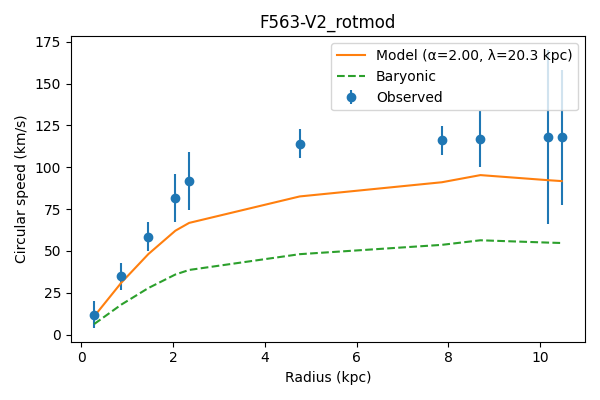 F563-V2_rotmod
175
150
125
100
75
50
25
0
Circular speed (km/s)
Model (α=2.00, λ=20.3 kpc)
Baryonic
Observed
0
2
4
6
8
10
Radius (kpc)